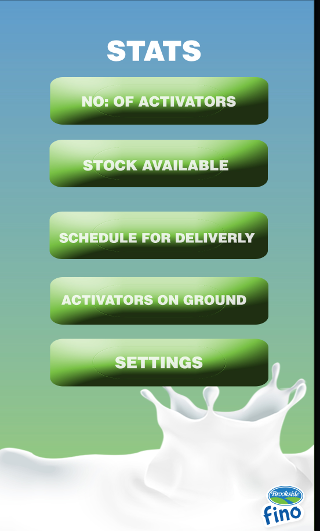 STATS
NO: OF ACTIVATORS
STOCK AVAILABLE
SCHEDULE FOR DELIVERLY
ACTIVATORS ON GROUND
SETTINGS
Brookside
fino